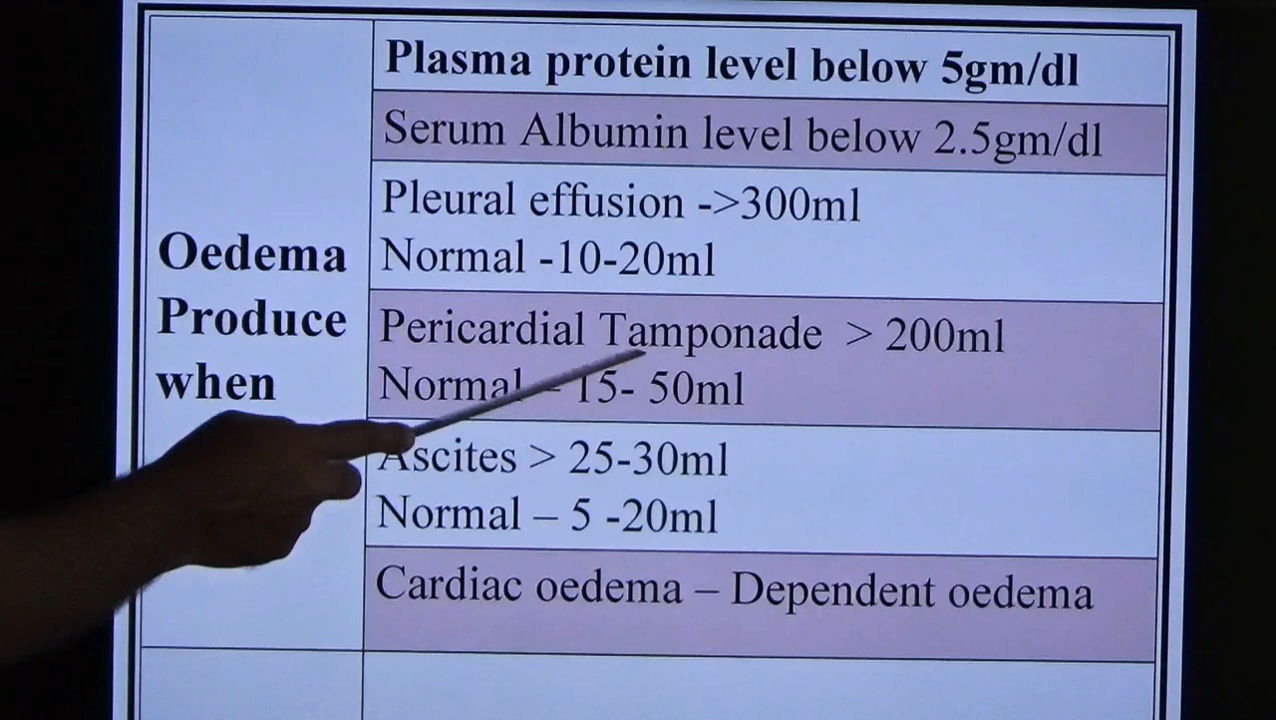 Plasma protein level below 5gm/dl
Serum Albumin level below 2.5gm/dl
Pleural effusion ->300ml
Normal -10-20ml
Oedema
Produce
when
Pericardial Tamponade > 200ml
Normal – 15- 50ml
Ascites > 25-30ml
Normal – 5 -20ml
Cardiac oedema – Dependent oedema